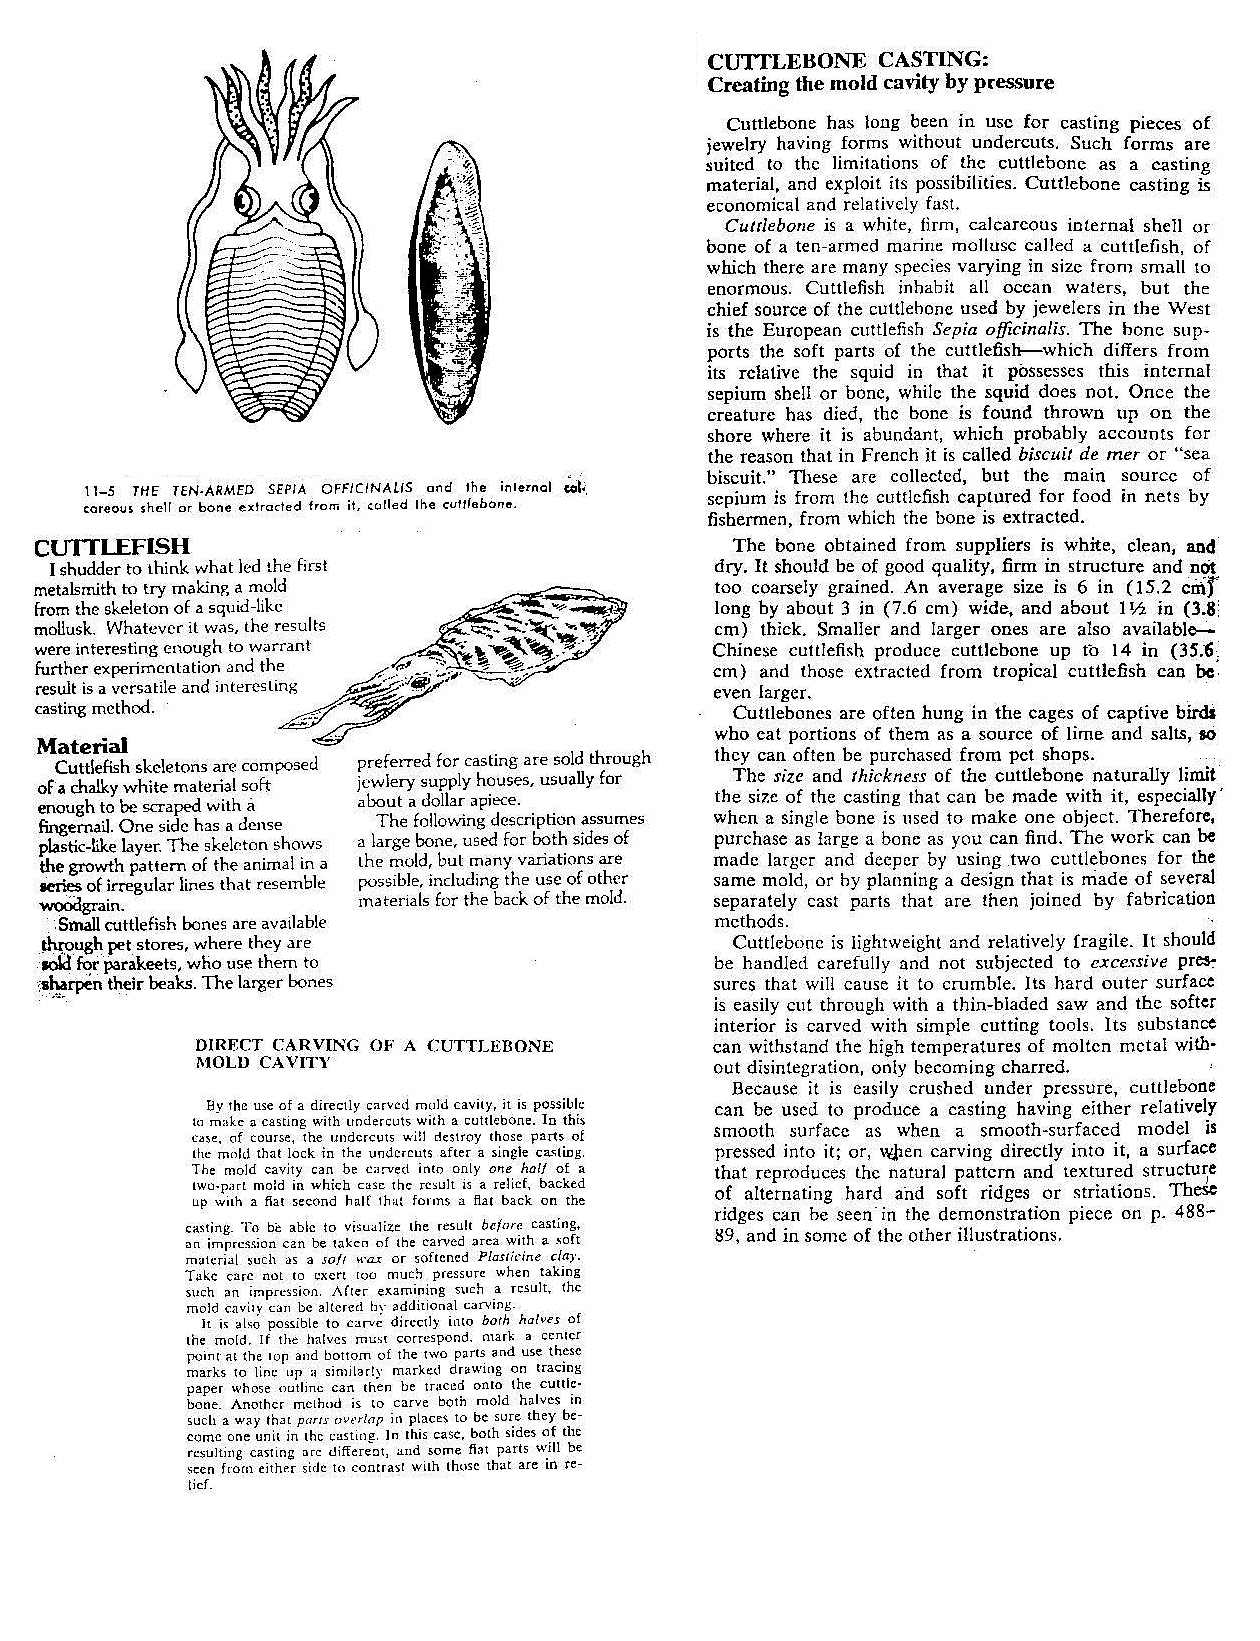 11–5 THE TEN-ARMED SEPIA OFFICINALIS and the internal cal-
careous shell or bone extracted from it, called the cuttlebone.
CUTTLEFISH
I shudder to think what led the first
metalsmith to try making a mold
from the skeleton of a squid-like
mollusk. Whatever it was, the results
were interesting enough to warrant
further experimentation and the
result is a versatile and interesting
casting method.
Material
Cuttlefish skeletons are composed
of a chalky white material soft
enough to be scraped with a
fingernail. One side has a dense
plastic-like layer. The skeleton shows
the growth pattern of the animal in a
series of irregular lines that resemble
woodgrain.
Small cuttlefish bones are available
through pet stores, where they are
sold for parakeets, who use them to
sharpen their beaks. The larger bones
preferred for casting are sold through
jewlery supply houses, usually for
about a dollar apiece.
The following description assumes
a large bone, used for both sides of
the mold, but many variations are
possible, including the use of other
materials for the back of the mold.
DIRECT CARVING OF A CUTTLEBONE
MOLD CAVITY
By the use of a directly carved mold cavity, it is possible
to make a casting with undercuts with a cuttlebone. In this
case, of course, the undercuts will destroy those parts of
the mold that lock in the undercuts after a single casting.
The mold cavity can be carved into only one half of a
two-part mold in which case the result is a relief, backed
up with a flat second half that forms a flat back on the
casting. To be able to visualize the result before casting,
an impression can be taken of the carved area with a soft
material such as a soft wax or softened Plasticine clay.
Take care not to exert too much pressure when taking
such an impression. After examining such a result, the
mold cavity can be altered by additional carving.
It is also possible to carve directly into both halves of
the mold. If the halves must correspond, mark a center
point at the top and bottom of the two parts and use these
marks to line up a similarly marked drawing on tracing
paper whose outline can then be traced onto the cuttle-
bone. Another method is to carve both mold halves in
such a way that parts overlap in places to be sure they be-
come one unit in the casting. In this case, both sides of the
resulting casting are different, and some flat parts will be
seen from either side to contrast with those that are in re-
lief.
CUTTLEBONE CASTING:
Creating the mold cavity by pressure
Cuttlebone has long been in use for casting pieces of
jewelry having forms without undercuts. Such forms are
suited to the limitations of the cuttlebone as a casting
material, and exploit its possibilities. Cuttlebone casting is
economical and relatively fast.
Cuttlebone is a white, firm, calcareous internal shell or
bone of a ten-armed marine mollusc called a cuttlefish, of
which there are many species varying in size from small to
enormous. Cuttlefish inhabit all ocean waters, but the
chief source of the cuttlebone used by jewelers in the West
is the European cuttlefish Sepia officinalis. The bone sup-
ports the soft parts of the cuttlefish—which differs from
its relative the squid in that it possesses this internal
sepium shell or bone, while the squid does not. Once the
creature has died, the bone is found thrown up on the
shore where it is abundant, which probably accounts for
the reason that in French it is called biscuit de mer or "sea
biscuit." These are collected, but the main source of
sepium is from the cuttlefish captured for food in nets by
fishermen, from which the bone is extracted.
The bone obtained from suppliers is white, clean, and
dry. It should be of good quality, firm in structure and not
too coarsely grained. An average size is 6 in (15.2 cm)
long by about 3 in (7.6 cm) wide, and about 1½ in (3.8
cm) thick. Smaller and larger ones are also available—
Chinese cuttlefish produce cuttlebone up to 14 in (35.6
cm) and those extracted from tropical cuttlefish can be
even larger.
Cuttlebones are often hung in the cages of captive birds
who eat portions of them as a source of lime and salts, so
they can often be purchased from pet shops.
The size and thickness of the cuttlebone naturally limit
the size of the casting that can be made with it, especially
when a single bone is used to make one object. Therefore,
purchase as large a bone as you can find. The work can be
made larger and deeper by using two cuttlebones for the
same mold, or by planning a design that is made of several
separately cast parts that are then joined by fabrication
methods.
Cuttlebone is lightweight and relatively fragile. It should
be handled carefully and not subjected to excessive pres-
sures that will cause it to crumble. Its hard outer surface
is easily cut through with a thin-bladed saw and the softer
interior is carved with simple cutting tools. Its substance
can withstand the high temperatures of molten metal with-
out disintegration, only becoming charred.
Because it is easily crushed under pressure, cuttlebone
can be used to produce a casting having either relatively
smooth surface as when a smooth-surfaced model is
pressed into it; or, when carving directly into it, a surface
that reproduces the natural pattern and textured structure
of alternating hard and soft ridges or striations. These
ridges can be seen in the demonstration piece on p. 488–
89, and in some of the other illustrations.